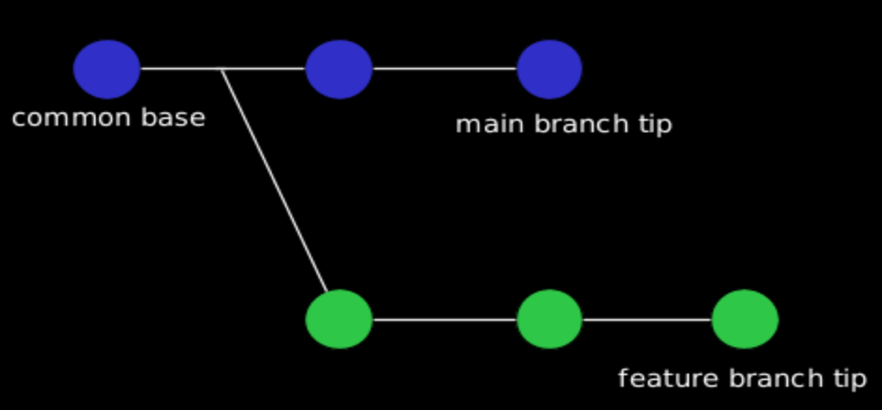 common base
main branch tip
feature branch tip